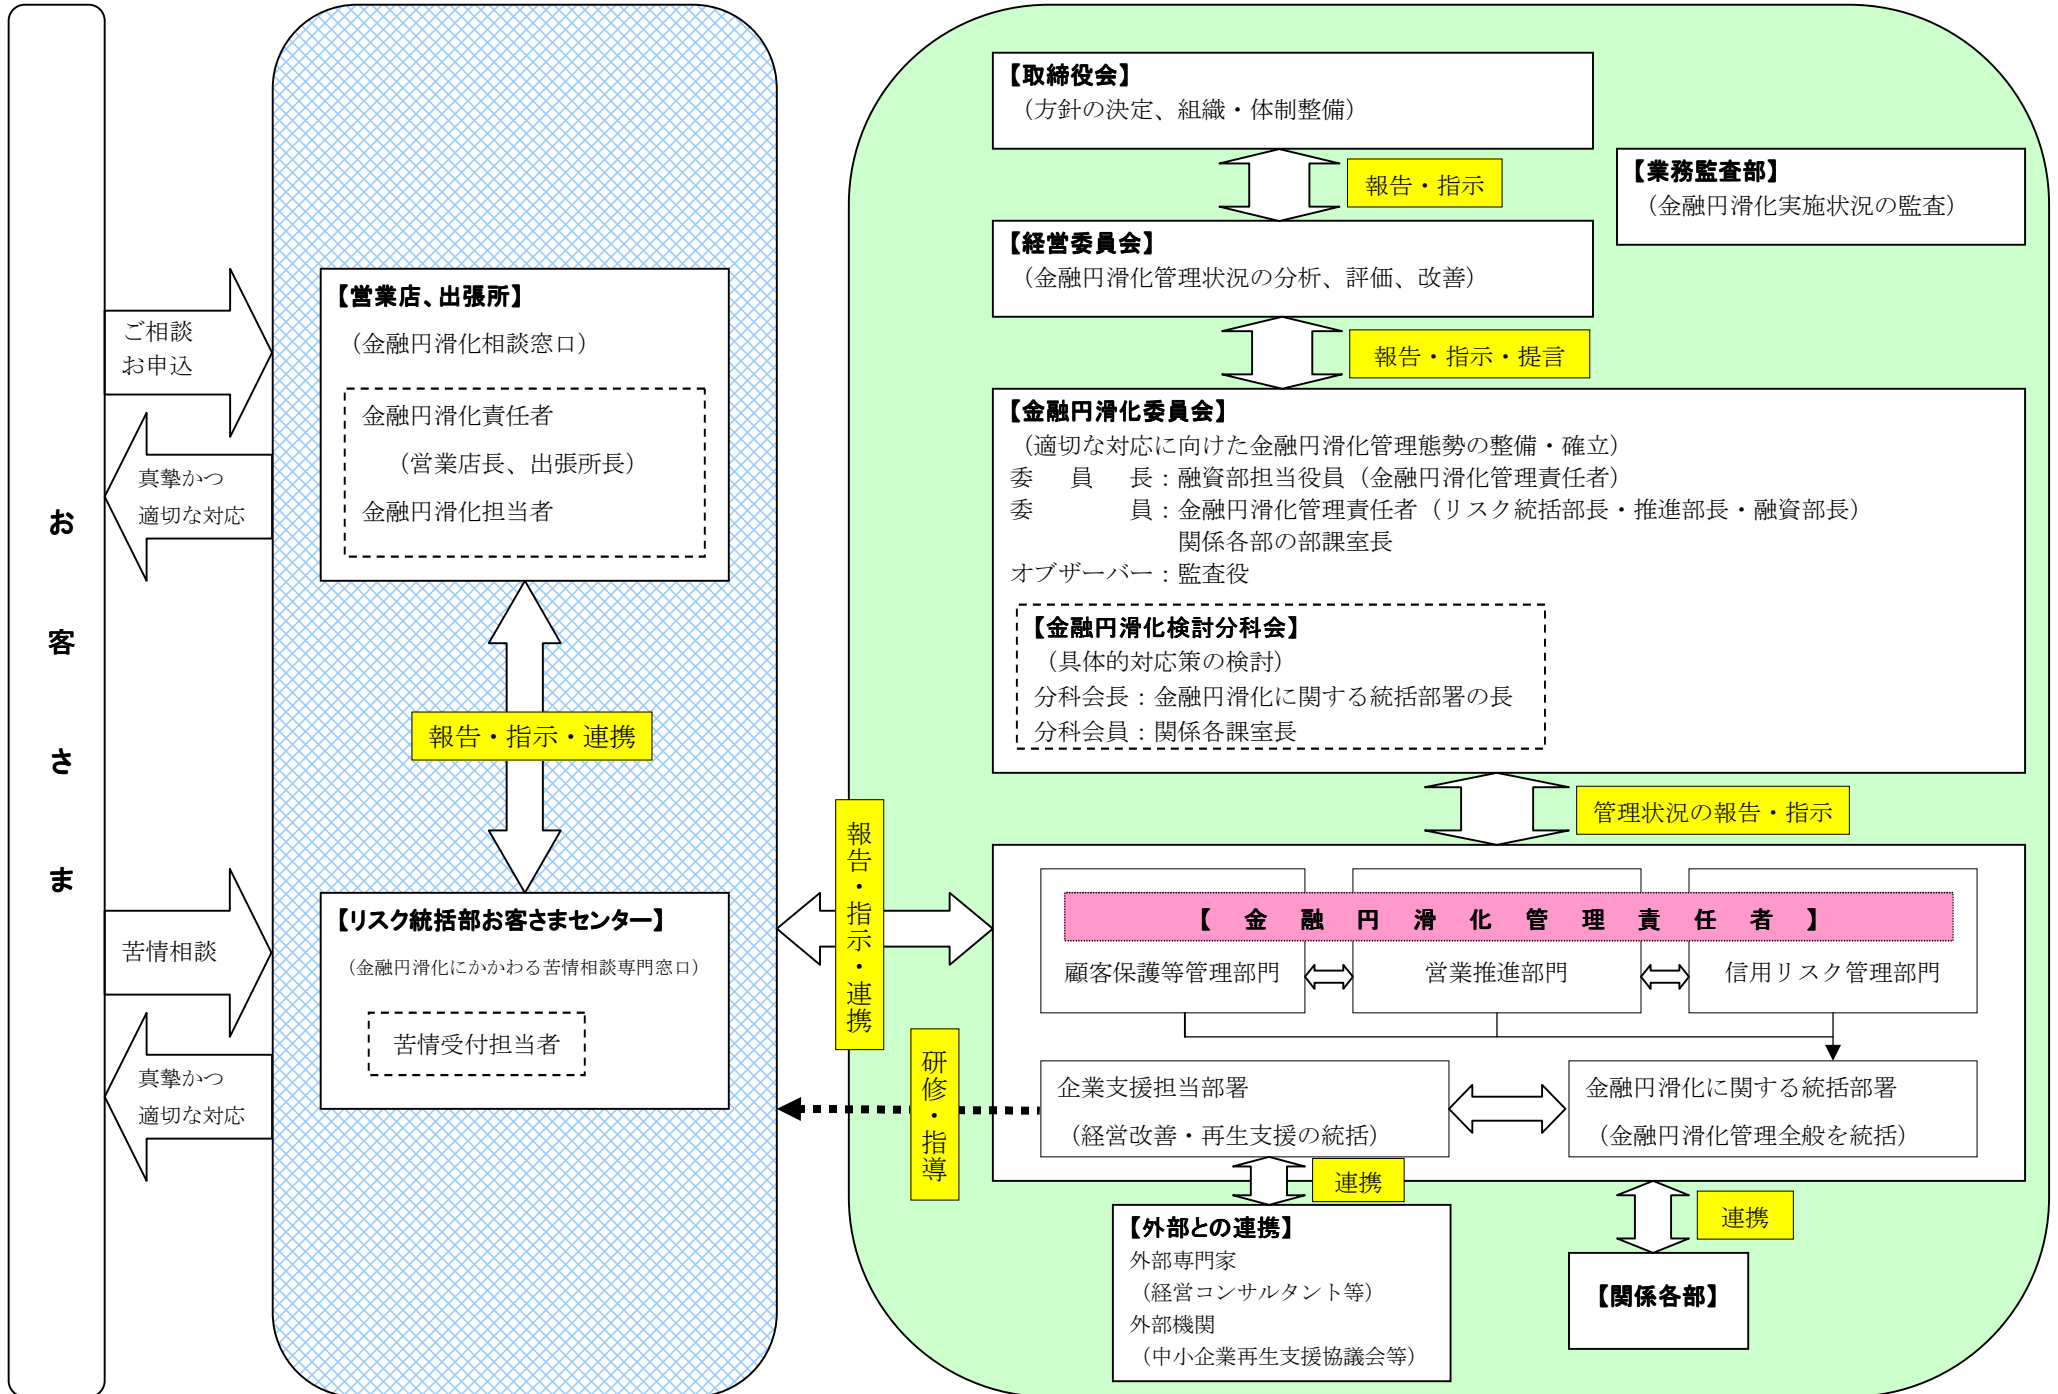 お客さま
ご相談
お申込
真摯かつ
適切な対応
苦情相談
真摯かつ
適切な対応
【営業店、出張所】
（金融円滑化相談窓口）
金融円滑化責任者
（営業店長、出張所長）
金融円滑化担当者
報告・指示・連携
【リスク統括部お客さまセンター】
（金融円滑化にかかわる苦情相談専門窓口）
苦情受付担当者
報告・指示・連携
研修・指導
【取締役会】
（方針の決定、組織・体制整備）
報告・指示
【業務監査部】
（金融円滑化実施状況の監査）
【経営委員会】
（金融円滑化管理状況の分析、評価、改善）
報告・指示・提言
【金融円滑化委員会】
（適切な対応に向けた金融円滑化管理態勢の整備・確立）
委　員　長：融資部担当役員（金融円滑化管理責任者）
委　　　員：金融円滑化管理責任者（リスク統括部長・推進部長・融資部長）
関係各部の部課室長
オブザーバー：監査役
【金融円滑化検討分科会】
（具体的対応策の検討）
分科会長：金融円滑化に関する統括部署の長
分科会員：関係各課室長
管理状況の報告・指示
【　金　融　円　滑　化　管　理　責　任　者　】
顧客保護等管理部門
営業推進部門
信用リスク管理部門
企業支援担当部署
（経営改善・再生支援の統括）
金融円滑化に関する統括部署
（金融円滑化管理全般を統括）
連携
【外部との連携】
外部専門家
（経営コンサルタント等）
外部機関
（中小企業再生支援協議会等）
連携
【関係各部】